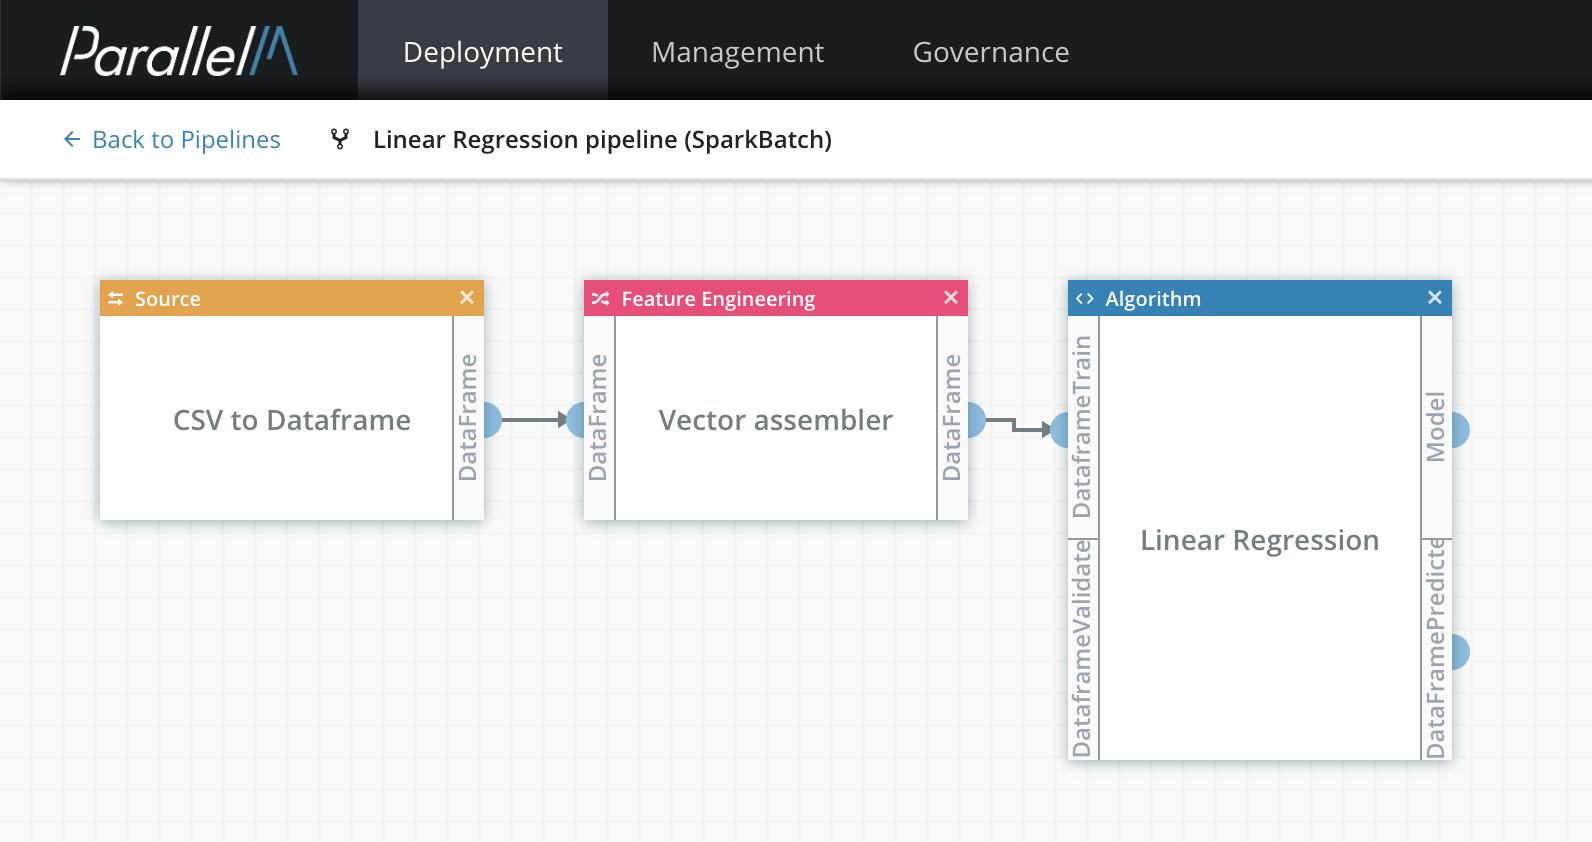 ParallelM
Deployment
Management
Governance
Back to Pipelines
Linear Regression pipeline (SparkBatch)
Source
CSV to Dataframe
DataFrame
Feature Engineering
DataFrame
Vector assembler
DataFrame
Algorithm
DataframeTrain
DataframeValidate
Linear Regression
Model
DataFramePredicte